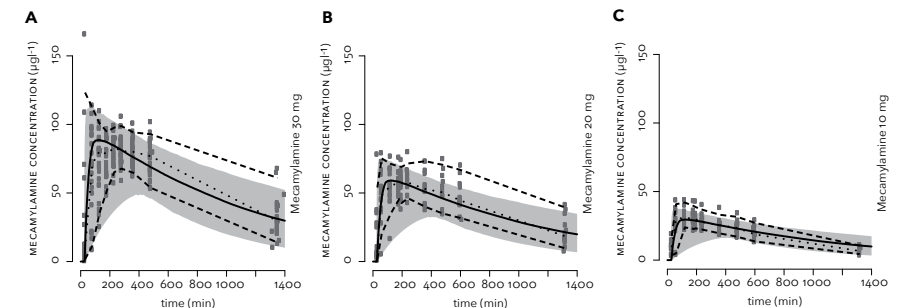 A
MECAMYLAMINE CONCENTRATION (µgl-1)
0 50 100 150
0 200 400 600 800 1000 1400
time (min)
Mecamylamine 30 mg
B
MECAMYLAMINE CONCENTRATION (µgl-1)
0 50 100 150
0 200 400 600 800 1000 1400
time (min)
Mecamylamine 20 mg
C
MECAMYLAMINE CONCENTRATION (µgl-1)
0 50 100 150
0 200 400 600 800 1000 1400
time (min)
Mecamylamine 10 mg